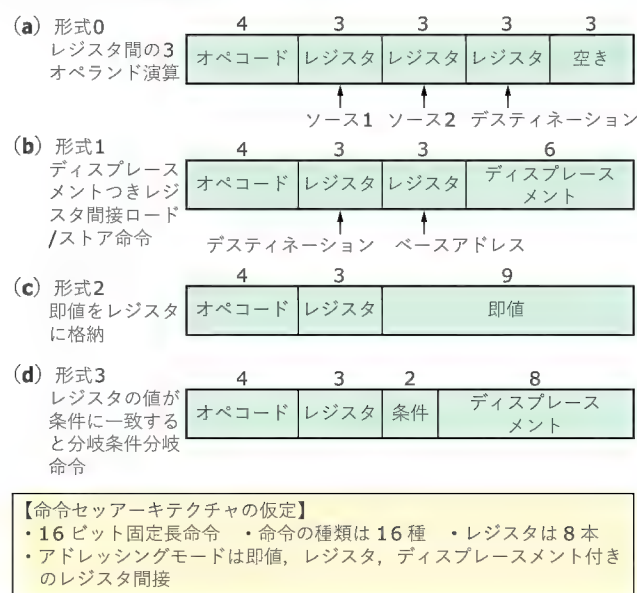 (a) 形式0
レジスタ間の3
オペランド演算
4 3 3 3 3
オペコード レジスタ レジスタ レジスタ 空き
ソース1 ソース2 デスティネーション
(b) 形式1
ディスプレース
メントつきレジ
スタ間接ロード
/ストア命令
4 3 3 6
オペコード レジスタ レジスタ ディスプレース
メント
デスティネーション ベースアドレス
(c) 形式2
即値をレジスタ
に格納
4 3 9
オペコード レジスタ 即値
(d) 形式3
レジスタの値が
条件に一致する
と分岐条件分岐
命令
4 3 2 8
オペコード レジスタ 条件 ディスプレース
メント
【命令セッアーキテクチャの仮定】
・16 ビット固定長命令 ・命令の種類は 16 種 ・レジスタは 8 本
・アドレッシングモードは即値，レジスタ，ディスプレースメント付き
のレジスタ間接